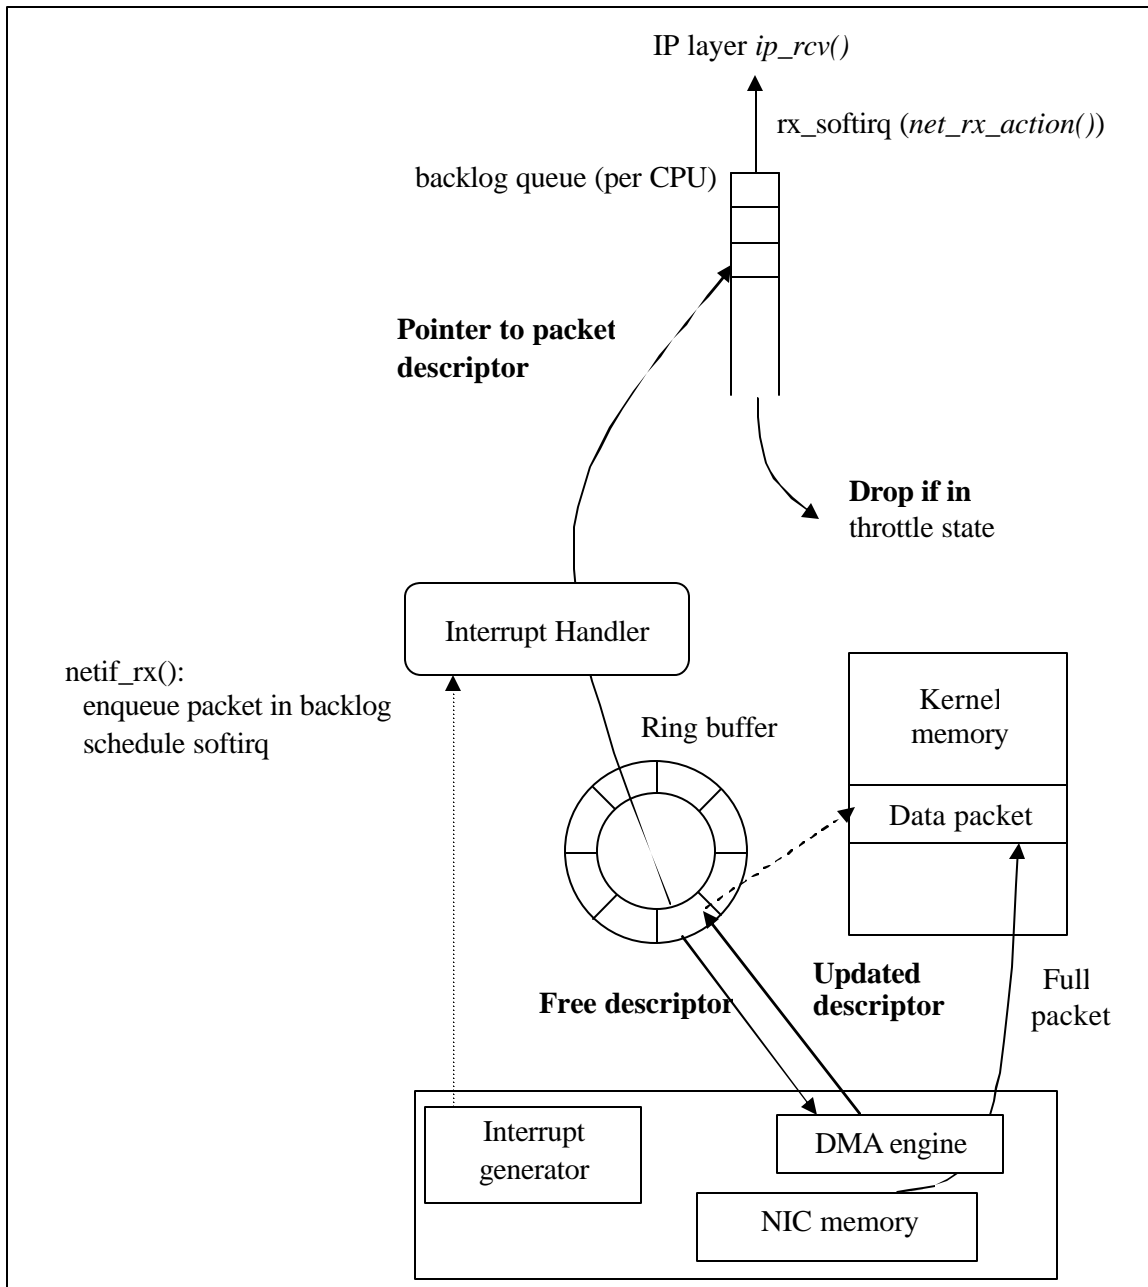 IP layer ip_rcv()
rx_softirq (net_rx_action())
backlog queue (per CPU)
Pointer to packet
descriptor
Drop if in
throttle state
Interrupt Handler
netif_rx():
enqueue packet in backlog
schedule softirq
Kernel
memory
Ring buffer
Data packet
Updated
descriptor
Free descriptor
Full
packet
Interrupt
generator
DMA engine
NIC memory